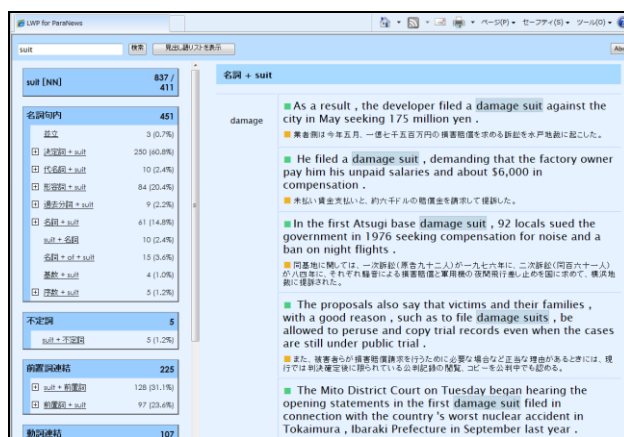 LWP for ParaNews
ページ(P) セーフティ(S) ツール(O)
suit
検索
見出し語リストを表示
suit [NN] 837 / 411
名詞句内 451
並立 3 (0.7%)
決定詞 + suit 250 (60.8%)
代名詞 + suit 10 (2.4%)
形容詞 + suit 84 (20.4%)
過去分詞 + suit 9 (2.2%)
名詞 + suit 61 (14.8%)
suit + 名詞 10 (2.4%)
名詞 + of + suit 15 (3.6%)
基数 + suit 4 (1.0%)
序数 + suit 5 (1.2%)
不定詞 5
suit + 不定詞 5 (1.2%)
前置詞連結 225
suit + 前置詞 128 (31.1%)
前置詞 + suit 97 (23.6%)
動詞連結 107
名詞 + suit
damage
As a result , the developer filed a damage suit against the
city in May seeking 175 million yen .
業者側は今年五月、一億七千五百万円の損害賠償を求める訴訟を水戸地裁に起こした。
He filed a damage suit , demanding that the factory owner
pay him his unpaid salaries and about $6,000 in
compensation .
未払い賃金支払いと、約六千ドルの賠償金を請求して提訴した。
In the first Atsugi base damage suit , 92 locals sued the
government in 1976 seeking compensation for noise and a
ban on night flights .
同基地に関しては、一次訴訟（原告九十二人）が一九七六年に、二次訴訟（同百六十一人）
が八四年に、それぞれ騒音による損害賠償と軍用機の夜間飛行差し止めを国に求めて、横浜地
裁に提訴された。
The proposals also say that victims and their families ,
with a good reason , such as to file damage suits , be
allowed to peruse and copy trial records even when the cases
are still under public trial .
また、被害者らが損害賠償請求を行うために必要な場合など正当な理由があるときには、現
行では判決確定後に限られている公判記録の閲覧、コピーを公判中でも認める。
The Mito District Court on Tuesday began hearing the
opening statements in the first damage suit filed in
connection with the country 's worst nuclear accident in
Tokaimura , Ibaraki Prefecture in September last year .